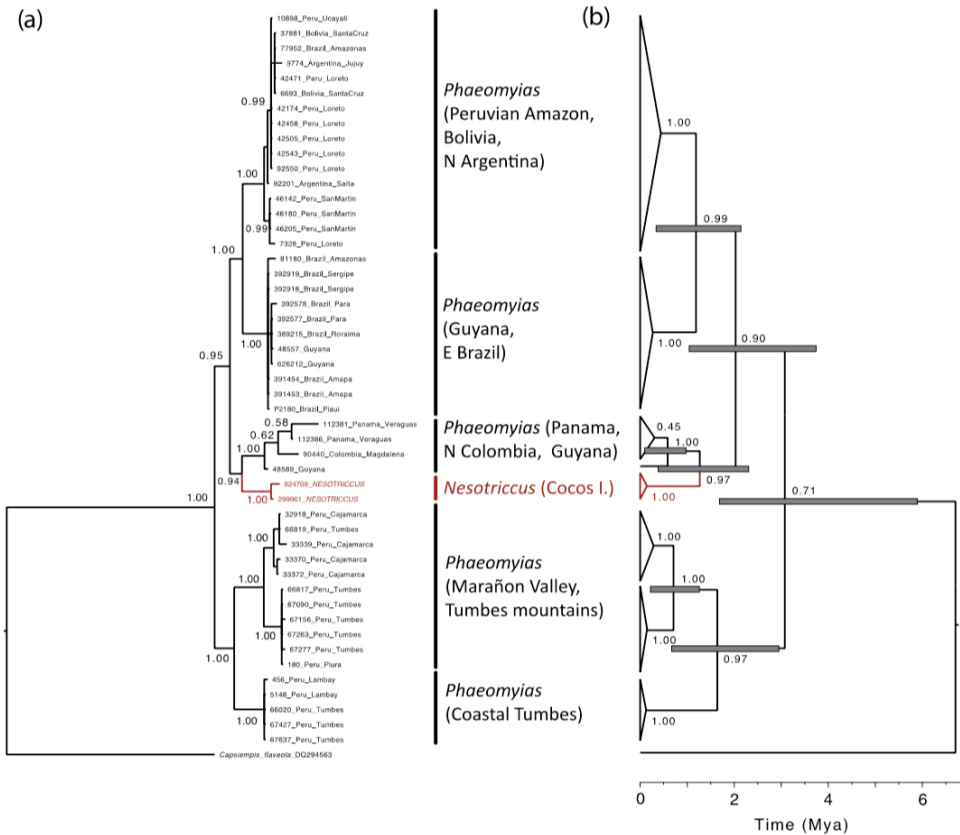 (a)
10898_Peru_Ucayali
37881_Bolivia_SantaCruz
77952_Brazil_Amazonas
9774_Argentina_Jujuy
42471_Peru_Loreto
6693_Bolivia_SantaCruz
0.99
42174_Peru_Loreto
42458_Peru_Loreto
42505_Peru_Loreto
42543_Peru_Loreto
92550_Peru_Loreto
1.00
92201_Argentina_Salta
46142_Peru_SanMartin
46180_Peru_SanMartin
0.99
46205_Peru_SanMartin
7328_Peru_Loreto
1.00
81180_Brazil_Amazonas
392919_Brazil_Sergipe
392918_Brazil_Sergipe
392578_Brazil_Para
392577_Brazil_Para
1.00
389215_Brazil_Roraima
48557_Guyana
0.95
626212_Guyana
391454_Brazil_Amapa
391453_Brazil_Amapa
P2180_Brazil_Piaui
0.58
112381_Panama_Veraguas
0.62
112386_Panama_Veraguas
1.00
90440_Colombia_Magdalena
48589_Guyana
0.94
624709_NESOTRICCUS
1.00
1.00
299961_NESOTRICCUS
32918_Peru_Cajamarca
66819_Peru_Tumbes
1.00
33339_Peru_Cajamarca
33370_Peru_Cajamarca
33372_Peru_Cajamarca
1.00
66817_Peru_Tumbes
67090_Peru_Tumbes
67156_Peru_Tumbes
1.00
67263_Peru_Tumbes
67277_Peru_Tumbes
1.00
180_Peru_Piura
456_Peru_Lambay
5148_Peru_Lambay
66020_Peru_Tumbes
1.00
67427_Peru_Tumbes
67637_Peru_Tumbes
Capsiempis_flaveola_DQ294563
Phaeomyias
(Peruvian Amazon,
Bolivia,
N Argentina)
Phaeomyias
(Guyana,
E Brazil)
Phaeomyias (Panama,
N Colombia, Guyana)
Nesotriccus (Cocos I.)
Phaeomyias
(Marañon Valley,
Tumbes mountains)
Phaeomyias
(Coastal Tumbes)
(b)
1.00
0.99
1.00
0.90
0.45
1.00
0.97
1.00
0.71
1.00
1.00
1.00
0.97
1.00
0 2 4 6
Time (Mya)